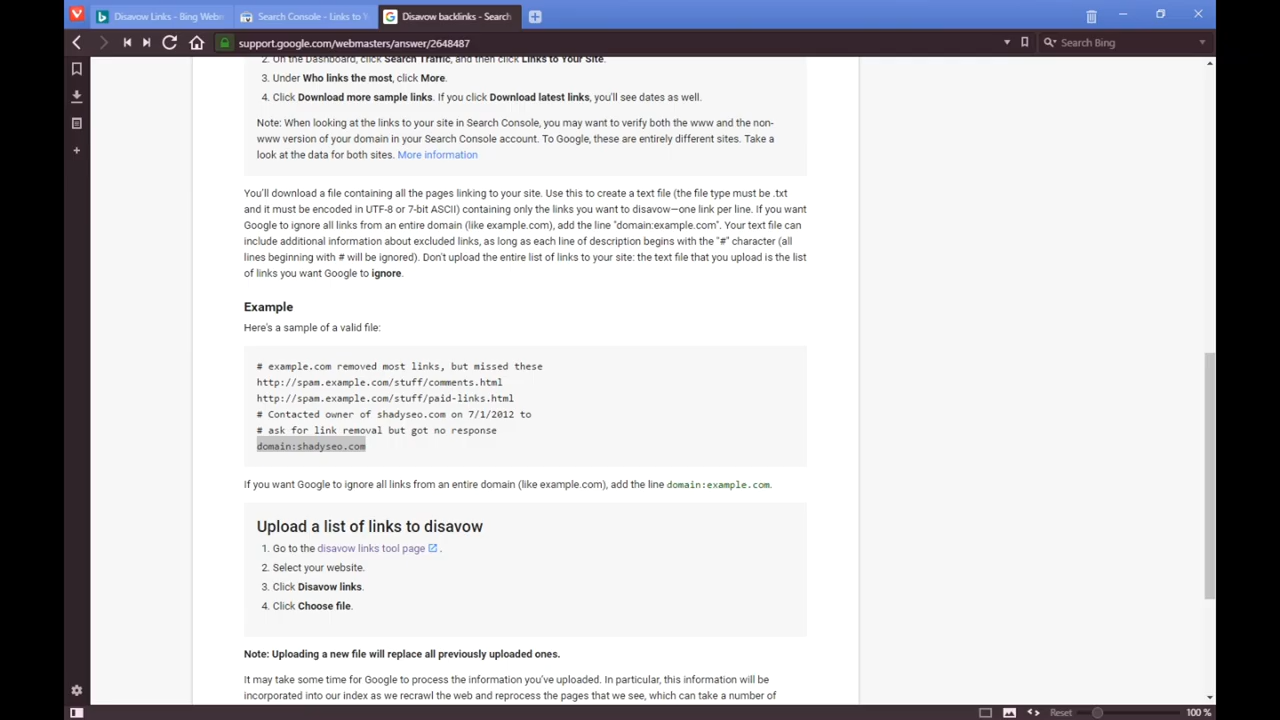 Disavow Links - Bing Webm
Search Console - Links to Y
Disavow backlinks - Search
support.google.com/webmasters/answer/2648487
Search Bing
2. On the Dashboard, click Search Traffic, and then click Links to Your Site.
3. Under Who links the most, click More.
4. Click Download more sample links. If you click Download latest links, you'll see dates as well.
Note: When looking at the links to your site in Search Console, you may want to verify both the www and the non-
www version of your domain in your Search Console account. To Google, these are entirely different sites. Take a
look at the data for both sites. More information
You'll download a file containing all the pages linking to your site. Use this to create a text file (the file type must be .txt
and it must be encoded in UTF-8 or 7-bit ASCII) containing only the links you want to disavow—one link per line. If you want
Google to ignore all links from an entire domain (like example.com), add the line "domain:example.com". Your text file can
include additional information about excluded links, as long as each line of description begins with the "#" character (all
lines beginning with # will be ignored). Don't upload the entire list of links to your site: the text file that you upload is the list
of links you want Google to ignore.
Example
Here's a sample of a valid file:
# example.com removed most links, but missed these
http://spam.example.com/stuff/comments.html
http://spam.example.com/stuff/paid-links.html
# Contacted owner of shadyseo.com on 7/1/2012 to
# ask for link removal but got no response
domain:shadyseo.com
If you want Google to ignore all links from an entire domain (like example.com), add the line domain:example.com.
Upload a list of links to disavow
1. Go to the disavow links tool page .
2. Select your website.
3. Click Disavow links.
4. Click Choose file.
Note: Uploading a new file will replace all previously uploaded ones.
It may take some time for Google to process the information you've uploaded. In particular, this information will be
incorporated into our index as we recrawl the web and reprocess the pages that we see, which can take a number of
Reset
100 %